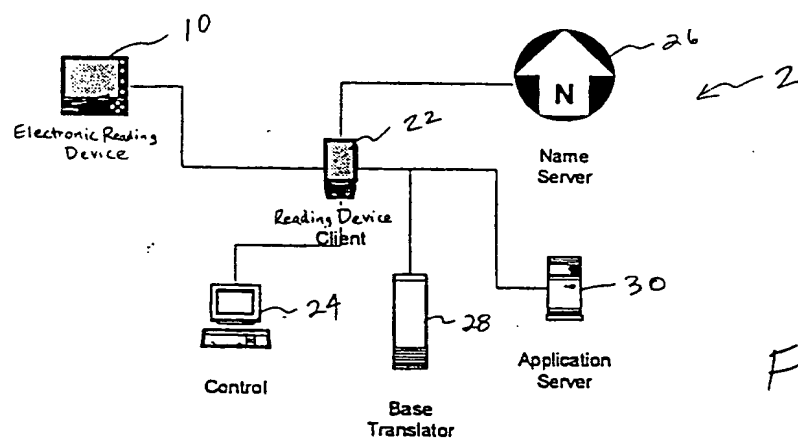 10
Electronic Reading
Device
22
Reading Device
Client
N
26
2
Name
Server
24
Control
28
Base
Translator
30
Application
Server
F